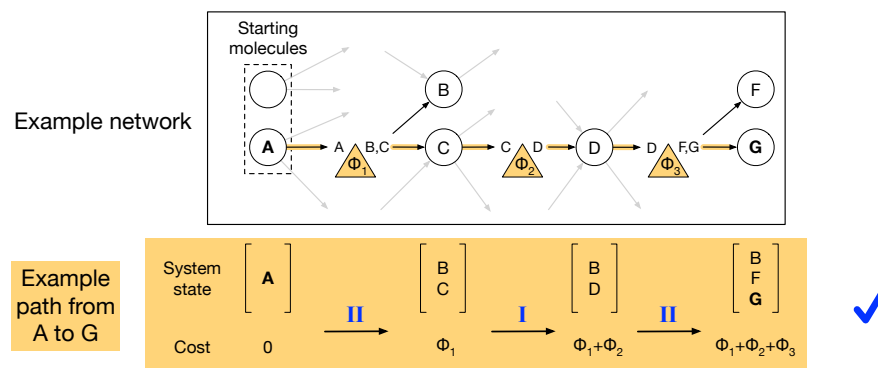 Starting
molecules
B
F
Example network
A
A
B,C
Φ1
C
C
D
Φ2
D
D
F,G
Φ3
G
Example
path from
A to G
System
state
A
B
C
B
D
B
F
G
II
I
II
Cost
0
Φ1
Φ1+Φ2
Φ1+Φ2+Φ3